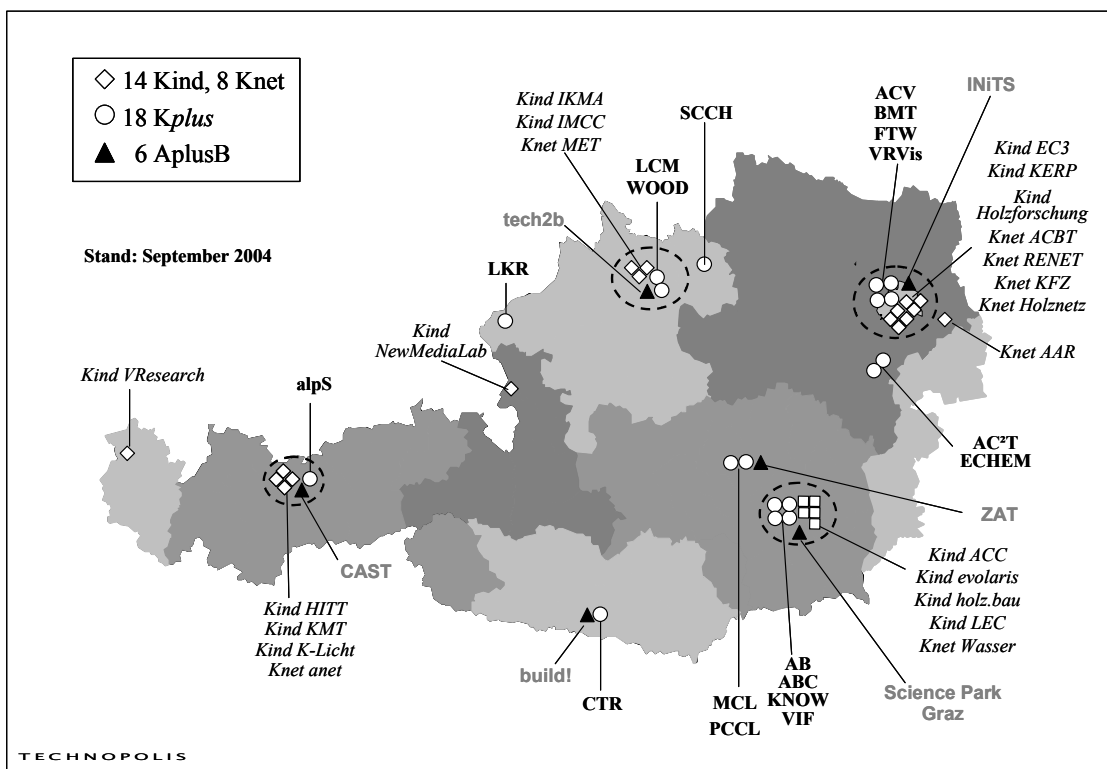 14 Kind, 8 Knet
18 Kplus
6 AplusB
Stand: September 2004
Kind IKMA
Kind IMCC
Knet MET
LCM
WOOD
tech2b
SCCH
LKR
ACV
BMT
FTW
VRVis
INiTS
Kind EC3
Kind KERP
Kind
Holzforschung
Knet ACBT
Knet RENET
Knet KFZ
Knet Holznetz
Knet AAR
Kind
NewMediaLab
Kind VResearch
alpS
AC²T
ECHEM
ZAT
CAST
Kind HITT
Kind KMT
Kind K-Licht
Knet anet
Kind ACC
Kind evolaris
Kind holz.bau
Kind LEC
Knet Wasser
build!
CTR
MCL
PCCL
AB
ABC
KNOW
VIF
Science Park
Graz
TECHNOPOLIS